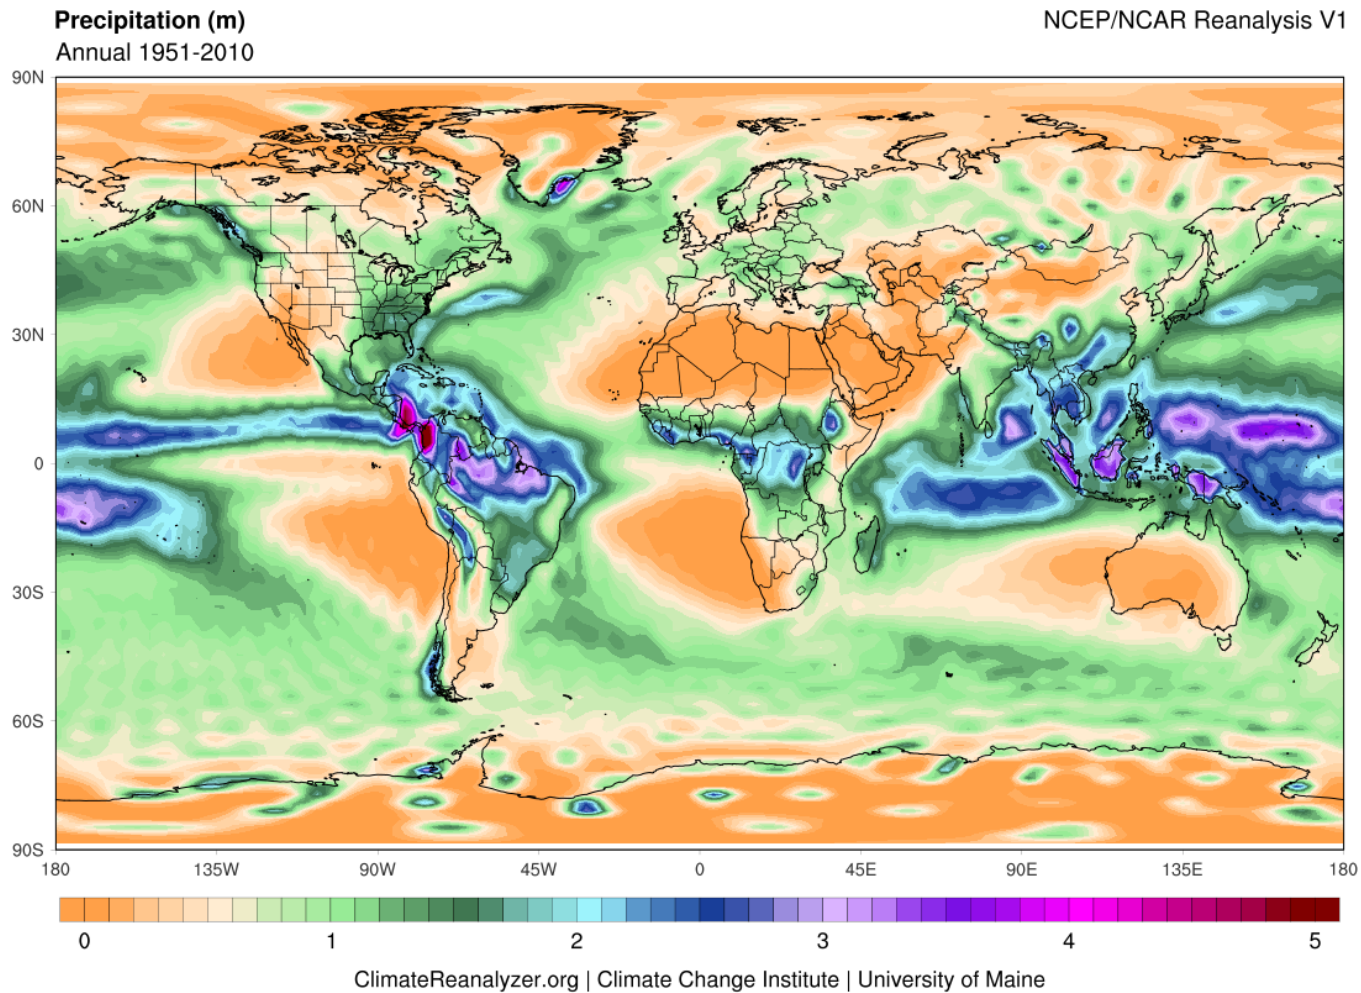 Precipitation (m)
NCEP/NCAR Reanalysis V1
Annual 1951-2010
90N
60N
30N
0
30S
60S
90S
180
135W
90W
45W
0
45E
90E
135E
180
0
1
2
3
4
5
ClimateReanalyzer.org | Climate Change Institute | University of Maine